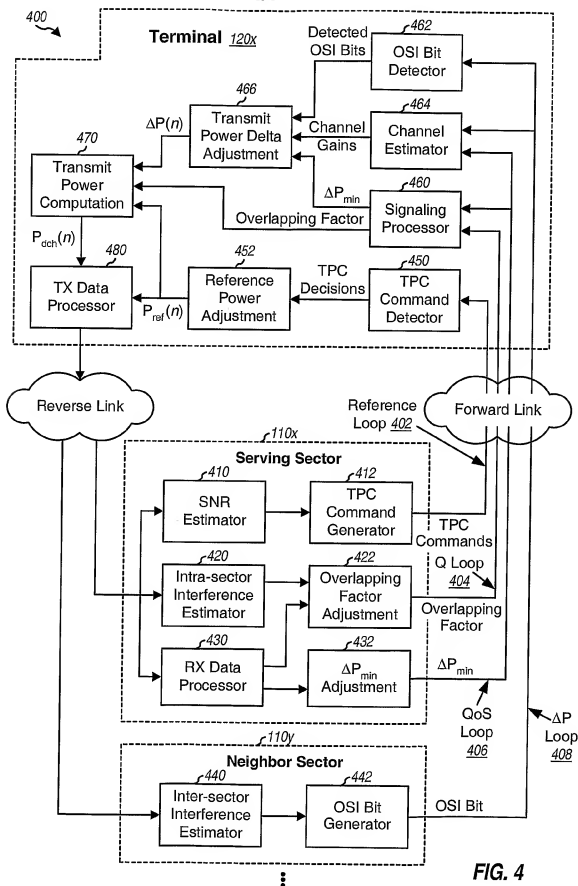 400
Terminal 120x
Detected
OSI Bits
462
OSI Bit
Detector
466
Transmit
Power Delta
Adjustment
Channel
Gains
464
Channel
Estimator
470
Transmit
Power
Computation
ΔP(n)
ΔPmin
Overlapping Factor
460
Signaling
Processor
Pdch(n)
480
TX Data
Processor
Pref(n)
452
Reference
Power
Adjustment
TPC
Decisions
450
TPC
Command
Detector
Reverse Link
Forward Link
Reference
Loop 402
110x
Serving Sector
410
SNR
Estimator
412
TPC
Command
Generator
TPC
Commands
Q Loop
404
420
Intra-sector
Interference
Estimator
422
Overlapping
Factor
Adjustment
Overlapping
Factor
430
RX Data
Processor
432
ΔPmin
Adjustment
ΔPmin
QoS
Loop
406
ΔP
Loop
408
110y
Neighbor Sector
440
Inter-sector
Interference
Estimator
442
OSI Bit
Generator
OSI Bit
FIG. 4